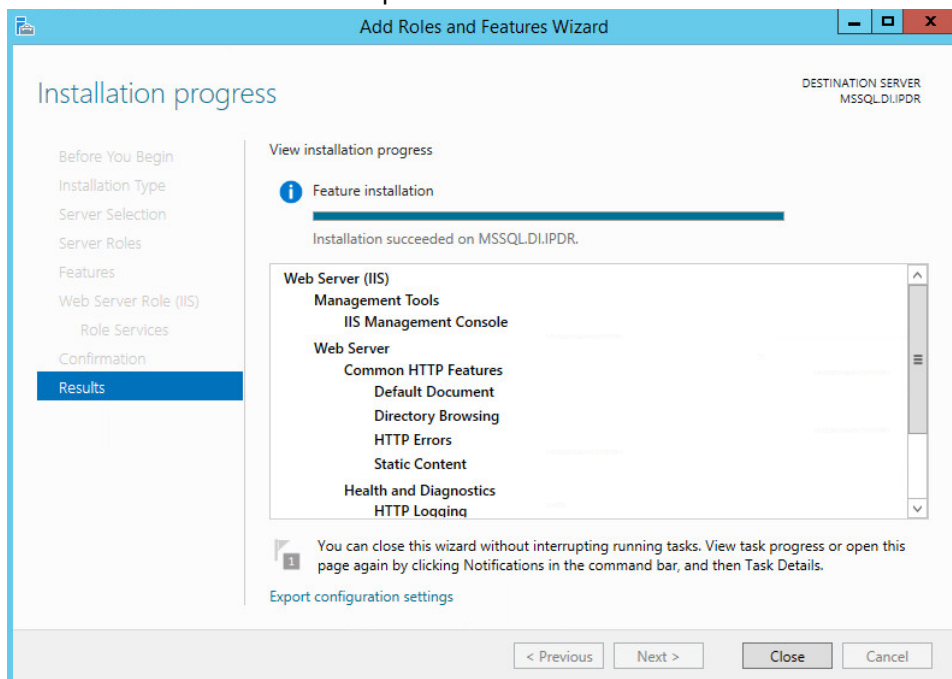 Add Roles and Features Wizard
Installation progress
DESTINATION SERVER
MSSQL.DI.IPDR
Before You Begin
Installation Type
Server Selection
Server Roles
Features
Web Server Role (IIS)
Role Services
Confirmation
Results
View installation progress
Feature installation
Installation succeeded on MSSQL.DI.IPDR.
Web Server (IIS)
Management Tools
IIS Management Console
Web Server
Common HTTP Features
Default Document
Directory Browsing
HTTP Errors
Static Content
Health and Diagnostics
HTTP Logging
1
You can close this wizard without interrupting running tasks. View task progress or open this
page again by clicking Notifications in the command bar, and then Task Details.
Export configuration settings
< Previous
Next >
Close
Cancel